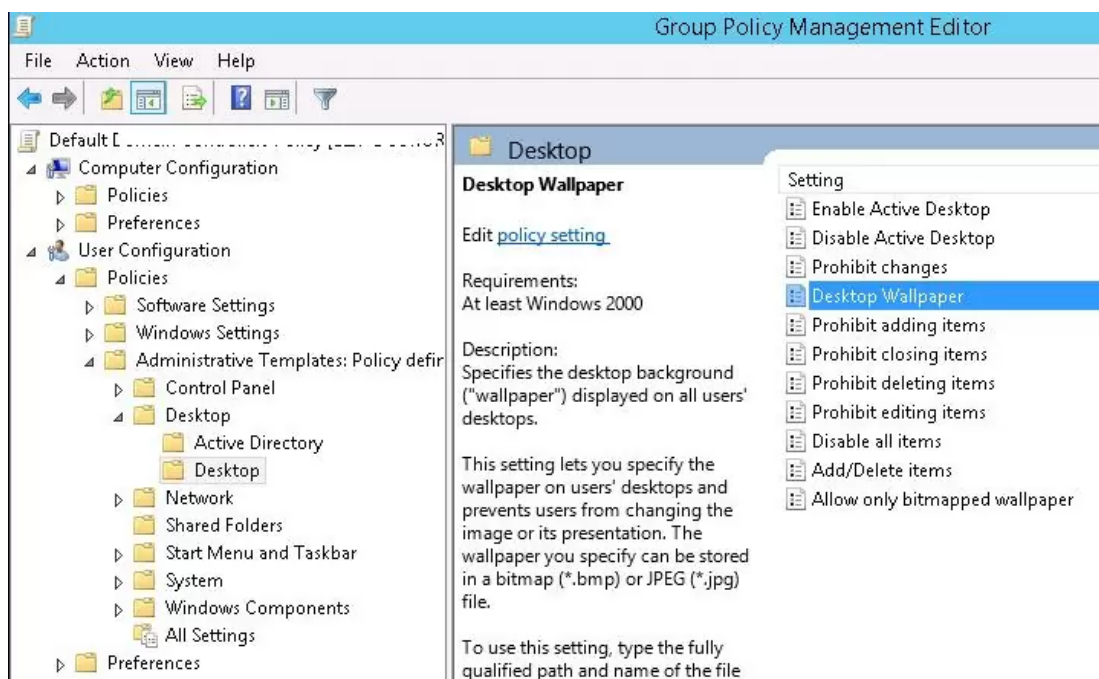 Group Policy Management Editor
File Action View Help
Default
Computer Configuration
Policies
Preferences
User Configuration
Policies
Software Settings
Windows Settings
Administrative Templates: Policy defir
Control Panel
Desktop
Active Directory
Desktop
Network
Shared Folders
Start Menu and Taskbar
System
Windows Components
All Settings
Preferences
Desktop
Desktop Wallpaper
Edit policy setting
Requirements:
At least Windows 2000
Description:
Specifies the desktop background
("wallpaper") displayed on all users'
desktops.
This setting lets you specify the
wallpaper on users' desktops and
prevents users from changing the
image or its presentation. The
wallpaper you specify can be stored
in a bitmap (*.bmp) or JPEG (*.jpg)
file.
To use this setting, type the fully
qualified path and name of the file
Setting
Enable Active Desktop
Disable Active Desktop
Prohibit changes
Desktop Wallpaper
Prohibit adding items
Prohibit closing items
Prohibit deleting items
Prohibit editing items
Disable all items
Add/Delete items
Allow only bitmapped wallpaper